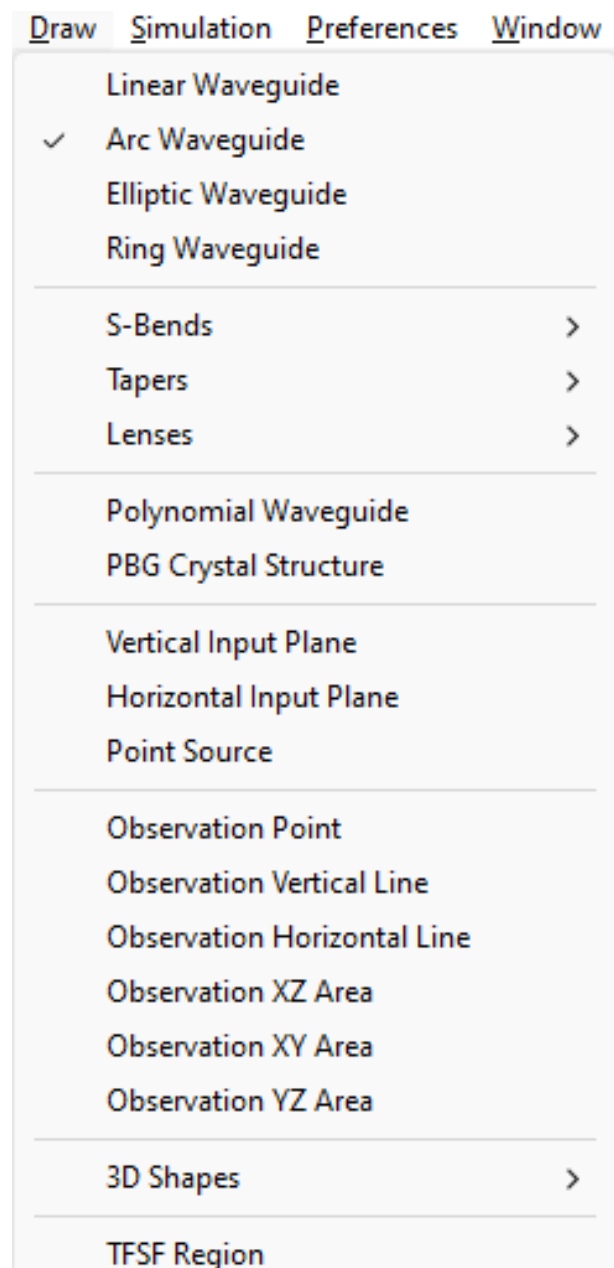 Draw Simulation Preferences Window
Linear Waveguide
Arc Waveguide
Elliptic Waveguide
Ring Waveguide
S-Bends
Tapers
Lenses
Polynomial Waveguide
PBG Crystal Structure
Vertical Input Plane
Horizontal Input Plane
Point Source
Observation Point
Observation Vertical Line
Observation Horizontal Line
Observation XZ Area
Observation XY Area
Observation YZ Area
3D Shapes
TFSF Region